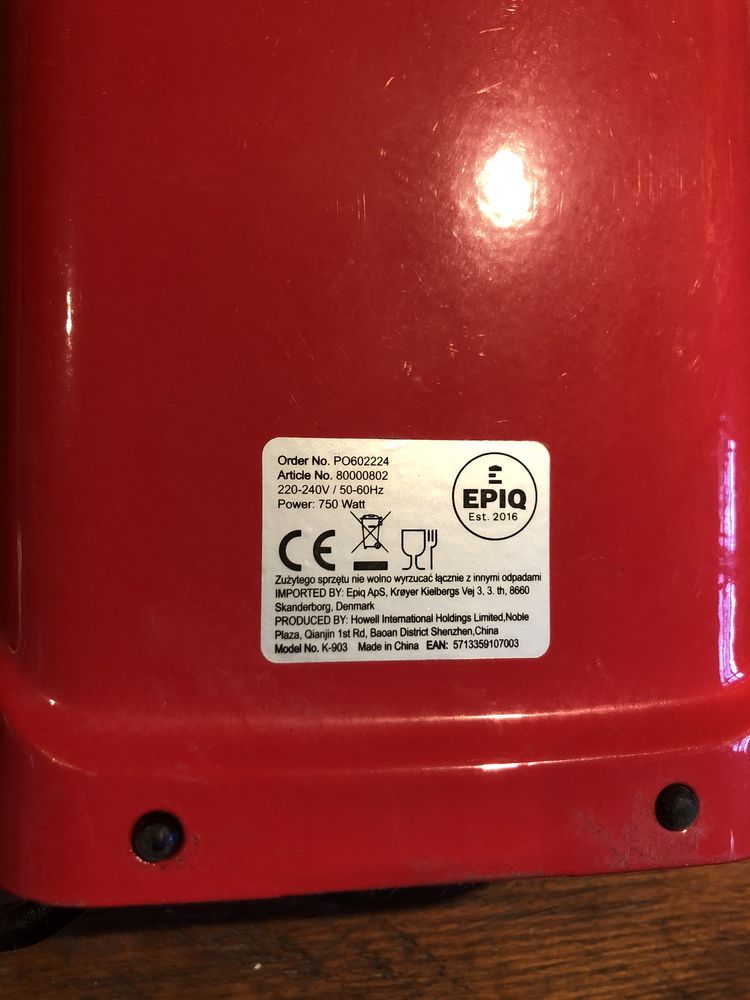 Order No. PO602224
Article No. 80000802
220-240V / 50-60Hz
Power: 750 Watt
EPIQ
Est. 2016
CE
Zużytego sprzętu nie wolno wyrzucać łącznie z innymi odpadami
IMPORTED BY: Epiq ApS, Krøyer Kielbergs Vej 3, 3. th, 8660
Skanderborg, Denmark
PRODUCED BY: Howell International Holdings Limited,Noble
Plaza, Qianjin 1st Rd, Baoan District Shenzhen,China
Model No. K-903 Made in China EAN: 5713359107003